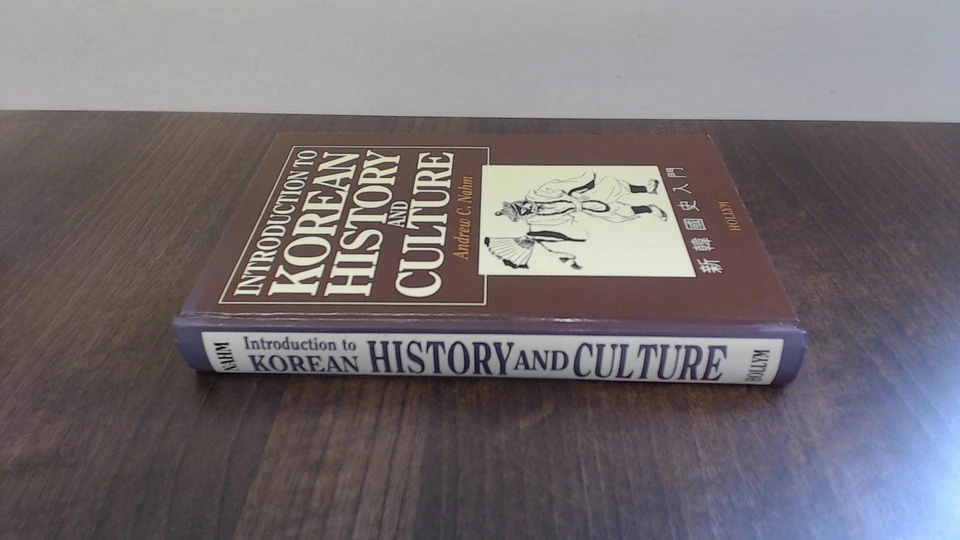 INTRODUCTION TO
KOREAN
HISTORY
AND
CULTURE
Andrew C. Nahm
新韓國史入門
HOLLYM
NAHM
Introduction to
KOREAN HISTORY AND CULTURE
HOLLYM